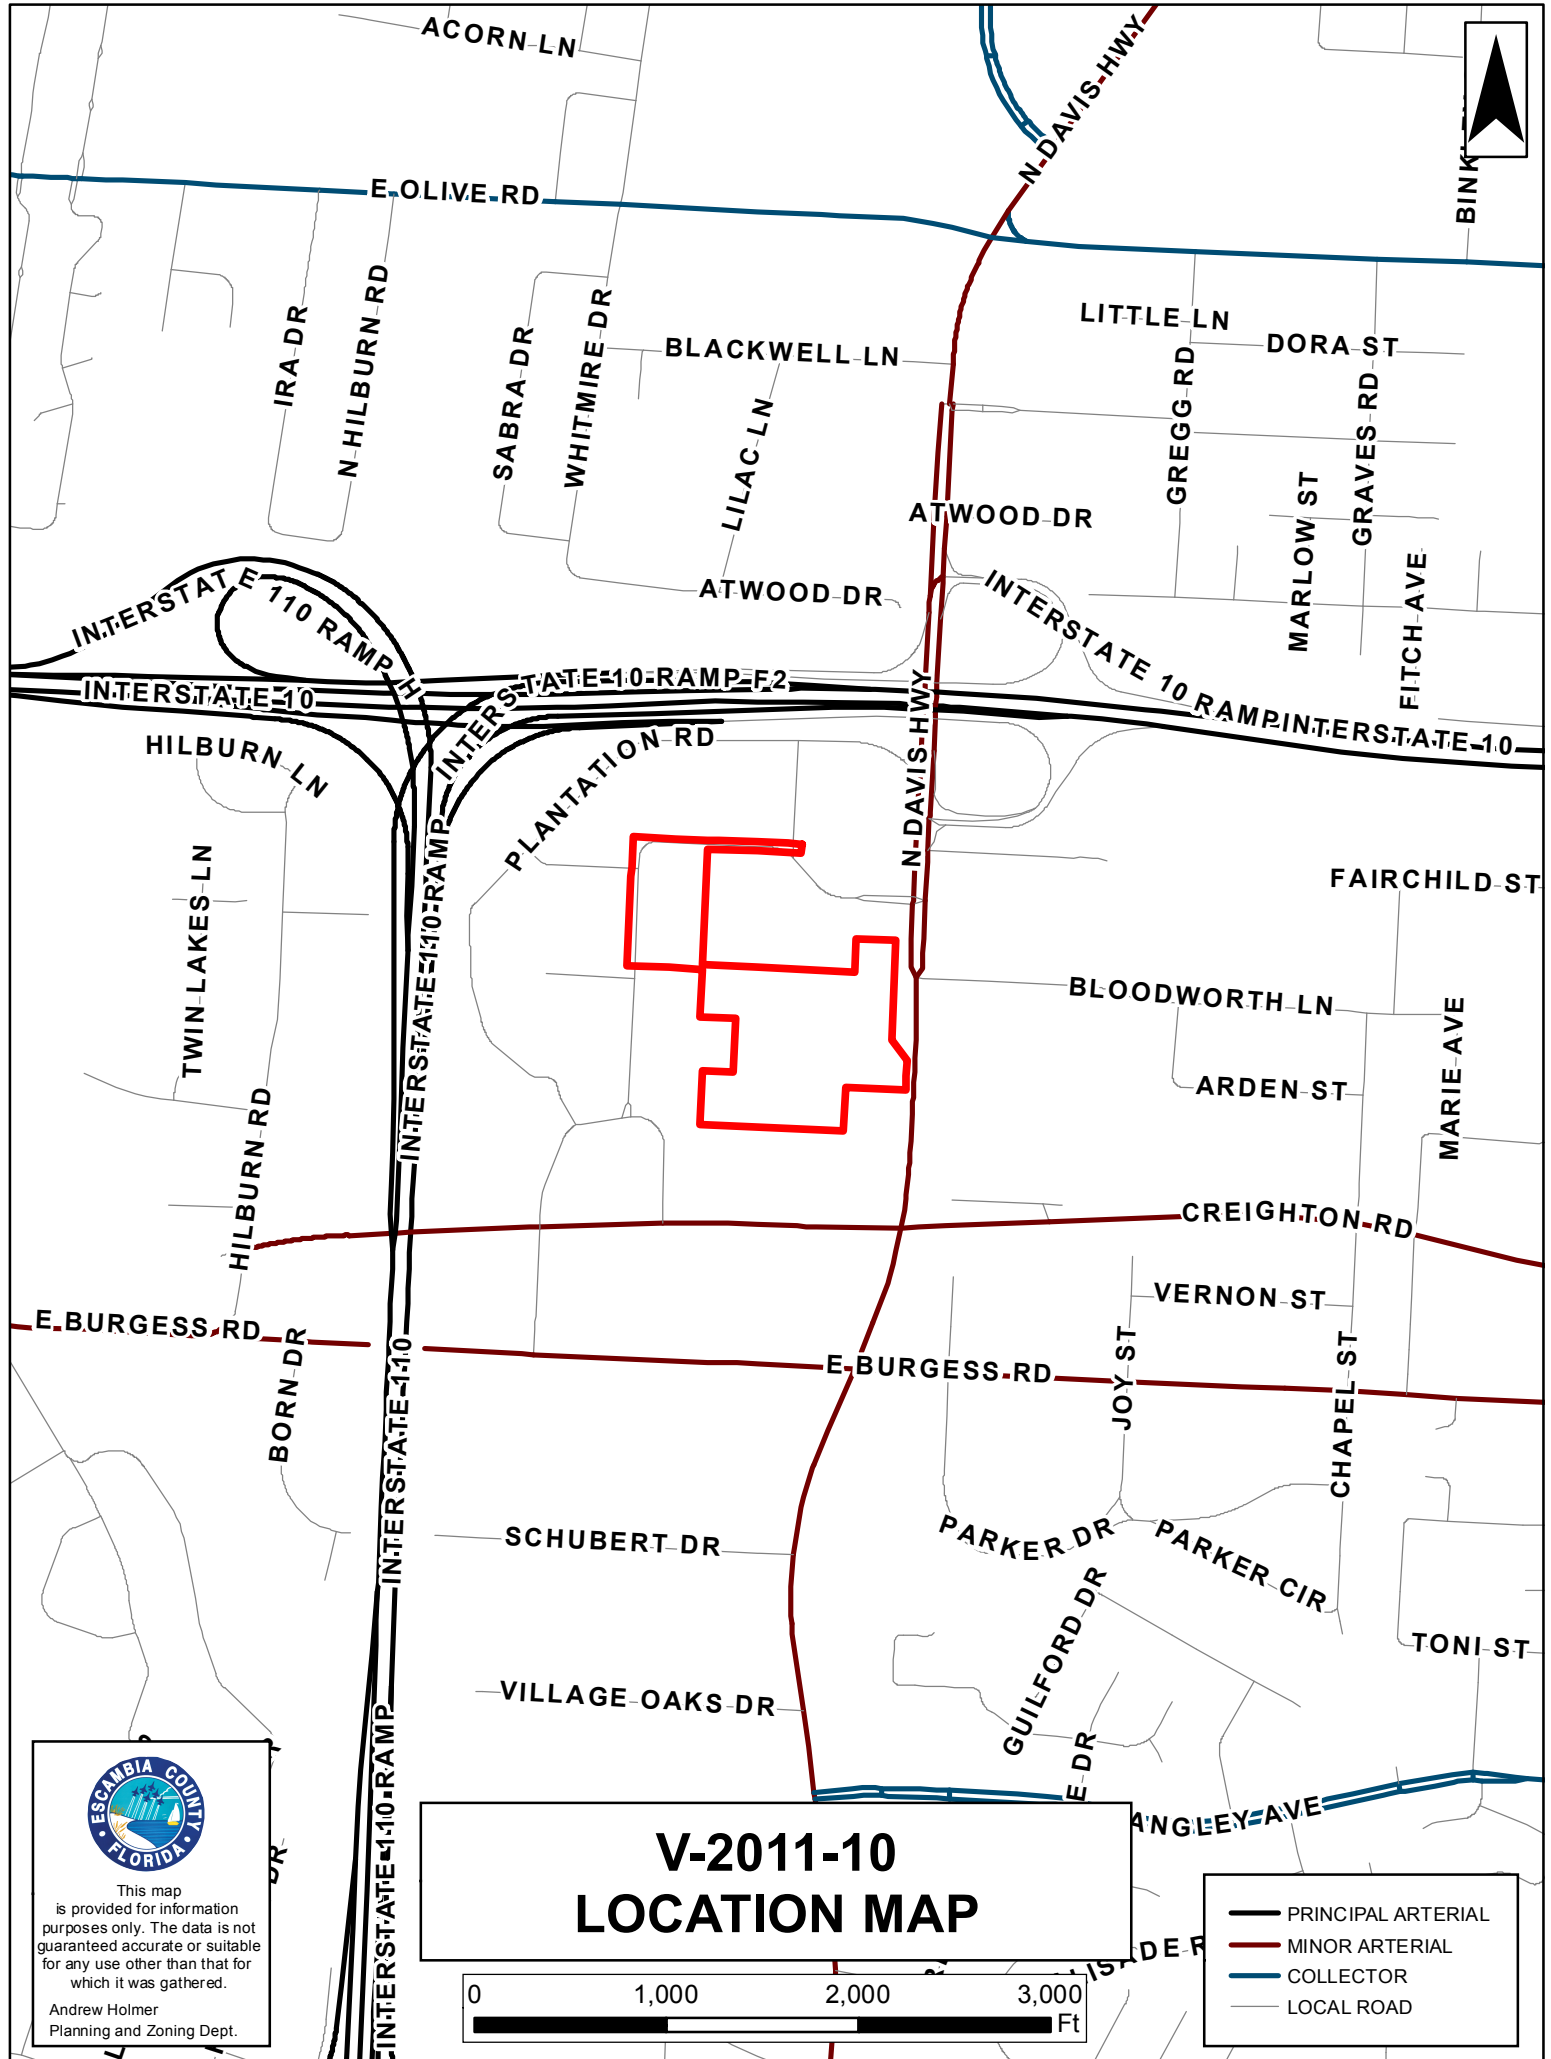 ACORN LN
N DAVIS HWY
E OLIVE RD
IRA DR
N HILBURN RD
SABRA DR
WHITMIRE DR
BLACKWELL LN
LILAC LN
LITTLE LN
DORA ST
GREGG RD
GRAVES RD
MARLOW ST
FITCH AVE
ATWOOD DR
ATWOOD DR
INTERSTATE 110 RAMP H
INTERSTATE 10
INTERSTATE 10 RAMP F2
INTERSTATE 10 RAMP
INTERSTATE 10
HILBURN LN
PLANTATION RD
N DAVIS HWY
TWIN LAKES LN
INTERSTATE 110 RAMP
FAIRCHILD ST
BLOODWORTH LN
MARIE AVE
ARDEN ST
HILBURN RD
CREIGHTON RD
VERNON ST
E BURGESS RD
BORN DR
INTERSTATE 110
E BURGESS RD
JOY ST
CHAPEL ST
SCHUBERT DR
PARKER DR
PARKER CIR
GUILFORD DR
TONI ST
VILLAGE OAKS DR
E DR
ANGLEY AVE
INTERSTATE 110 RAMP
DR
ESCAMBIA COUNTY
FLORIDA
This map
is provided for information
purposes only. The data is not
guaranteed accurate or suitable
for any use other than that for
which it was gathered.
Andrew Holmer
Planning and Zoning Dept.
V-2011-10
LOCATION MAP
0 1,000 2,000 3,000
Ft
PRINCIPAL ARTERIAL
MINOR ARTERIAL
COLLECTOR
LOCAL ROAD